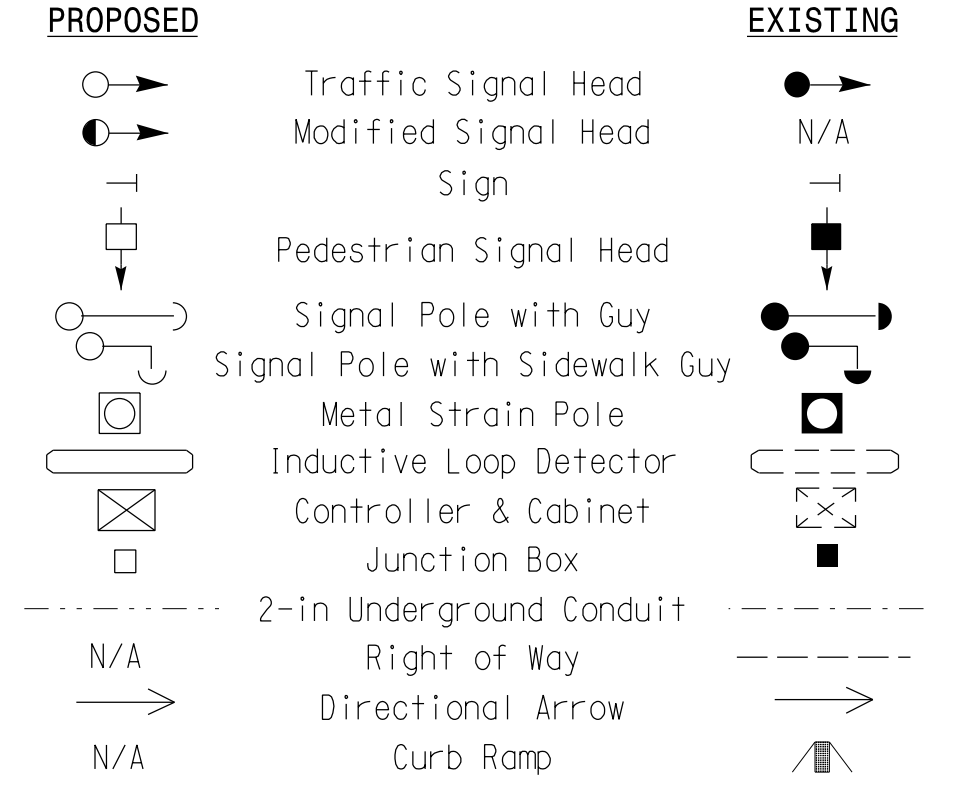 PROPOSED EXISTING
Traffic Signal Head
Modified Signal Head N/A
Sign
Pedestrian Signal Head
Signal Pole with Guy
Signal Pole with Sidewalk Guy
Metal Strain Pole
Inductive Loop Detector
Controller & Cabinet
Junction Box
2-in Underground Conduit
N/A Right of Way
Directional Arrow
N/A Curb Ramp